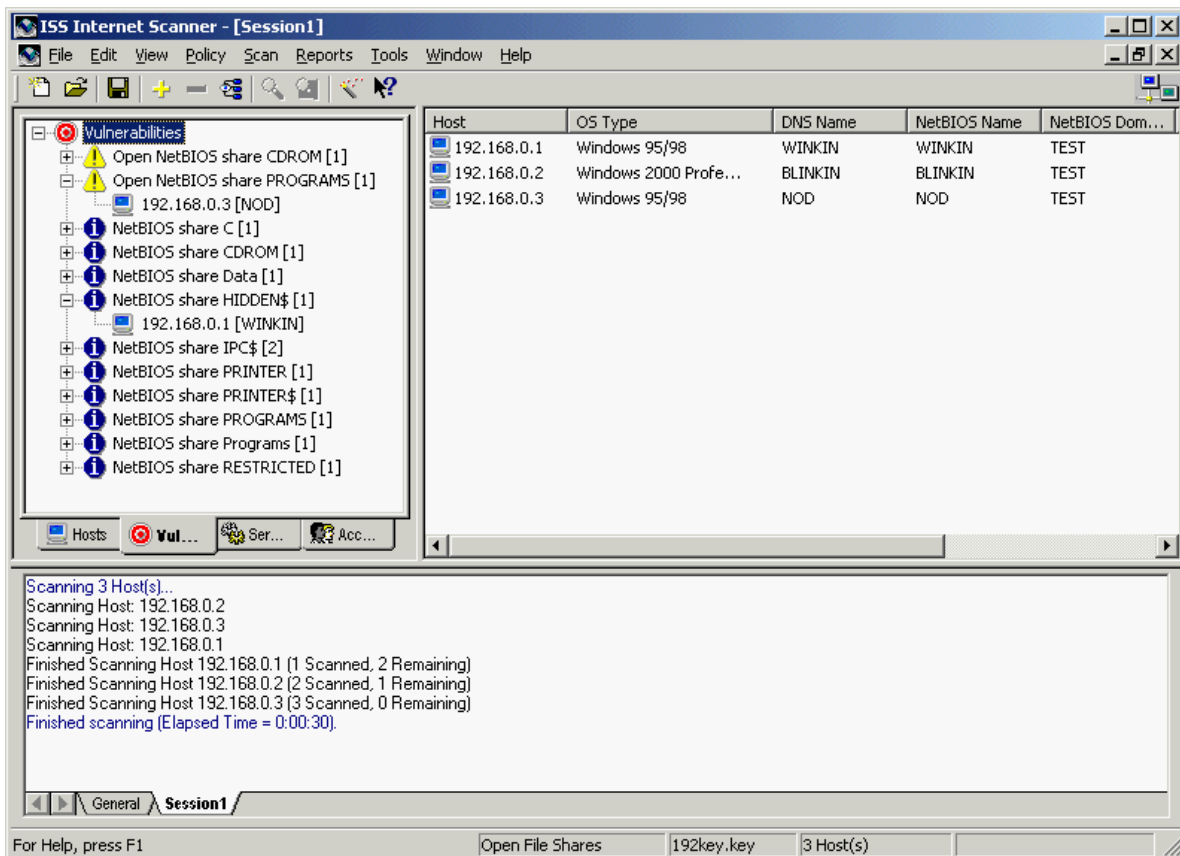 ISS Internet Scanner - [Session1]
File Edit View Policy Scan Reports Tools Window Help
Vulnerabilities
Open NetBIOS share CDROM [1]
Open NetBIOS share PROGRAMS [1]
192.168.0.3 [NOD]
NetBIOS share C [1]
NetBIOS share CDROM [1]
NetBIOS share Data [1]
NetBIOS share HIDDEN$ [1]
192.168.0.1 [WINKIN]
NetBIOS share IPC$ [2]
NetBIOS share PRINTER [1]
NetBIOS share PRINTER$ [1]
NetBIOS share PROGRAMS [1]
NetBIOS share Programs [1]
NetBIOS share RESTRICTED [1]
Hosts Vul... Ser... Acc...
Host OS Type DNS Name NetBIOS Name NetBIOS Dom...
192.168.0.1 Windows 95/98 WINKIN WINKIN TEST
192.168.0.2 Windows 2000 Profe... BLINKIN BLINKIN TEST
192.168.0.3 Windows 95/98 NOD NOD TEST
Scanning 3 Host(s)...
Scanning Host: 192.168.0.2
Scanning Host: 192.168.0.3
Scanning Host: 192.168.0.1
Finished Scanning Host 192.168.0.1 (1 Scanned, 2 Remaining)
Finished Scanning Host 192.168.0.2 (2 Scanned, 1 Remaining)
Finished Scanning Host 192.168.0.3 (3 Scanned, 0 Remaining)
Finished scanning (Elapsed Time = 0:00:30).
General Session1
For Help, press F1 Open File Shares 192key.key 3 Host(s)